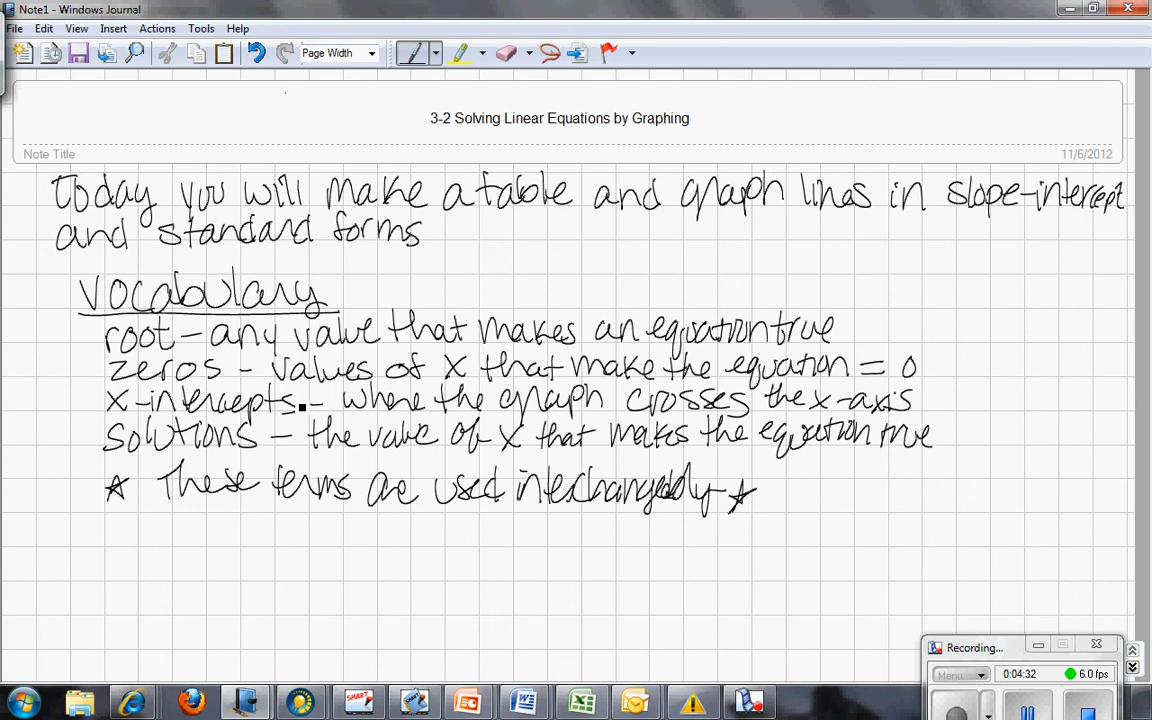 Note1 - Windows Journal
File Edit View Insert Actions Tools Help
Page Width
3-2 Solving Linear Equations by Graphing
Note Title 11/6/2012
Today you will make a table and graph lines in slope-intercept
and standard forms
Vocabulary
root - any value that makes an equation true
zeros - values of x that make the equation = 0
x-intercepts - where the graph crosses the x-axis
solutions - the value of x that makes the equation true
* These terms are used interchangeably *
Recording...
Menu 0:04:32 6.0 fps